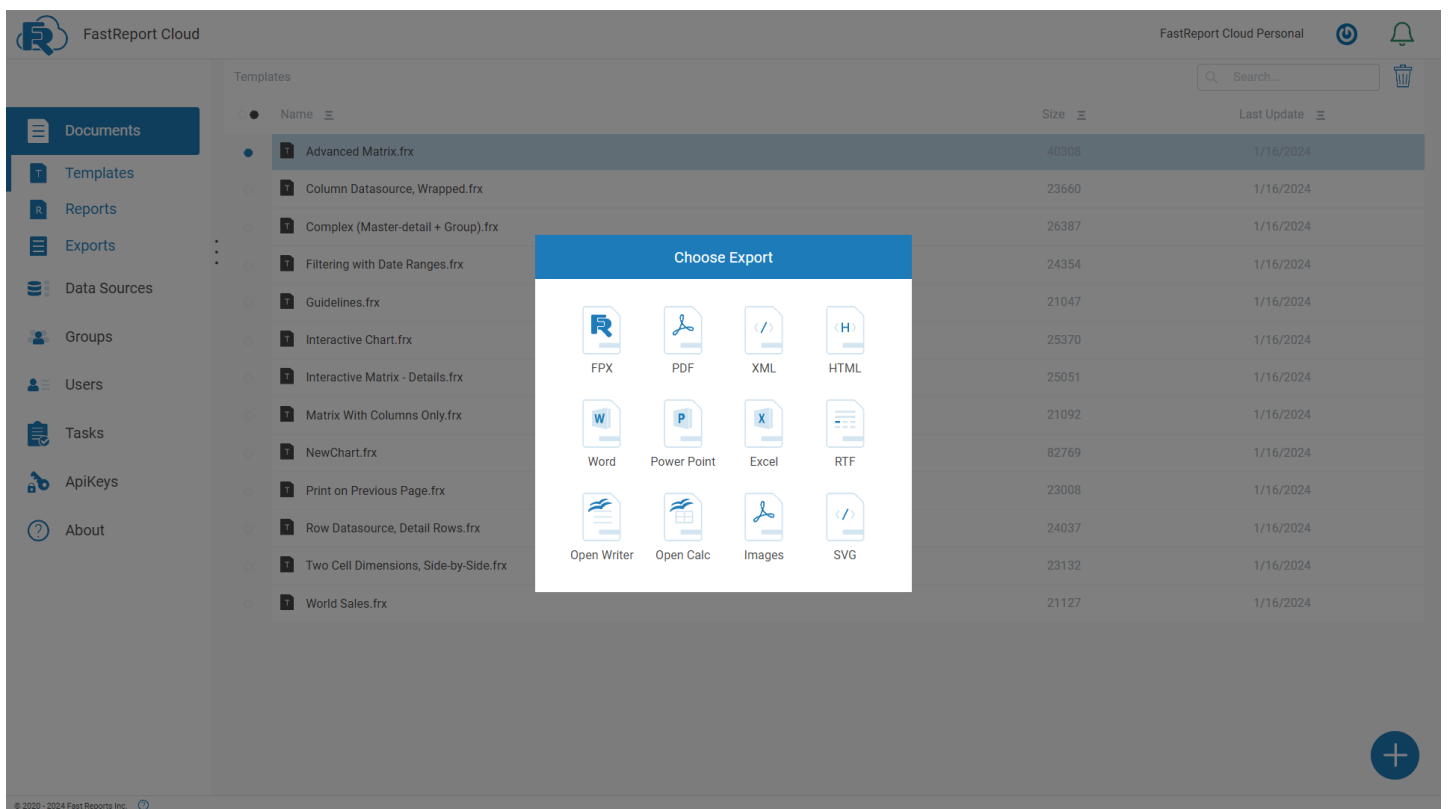 FastReport Cloud
FastReport Cloud Personal
Templates
Search...
Documents
Templates
Reports
Exports
Data Sources
Groups
Users
Tasks
ApiKeys
About
Name Size Last Update
Advanced Matrix.frx 40308 1/16/2024
Column Datasource, Wrapped.frx 23660 1/16/2024
Complex (Master-detail + Group).frx 26387 1/16/2024
Filtering with Date Ranges.frx 24354 1/16/2024
Guidelines.frx 21047 1/16/2024
Interactive Chart.frx 25370 1/16/2024
Interactive Matrix - Details.frx 25051 1/16/2024
Matrix With Columns Only.frx 21092 1/16/2024
NewChart.frx 82769 1/16/2024
Print on Previous Page.frx 23008 1/16/2024
Row Datasource, Detail Rows.frx 24037 1/16/2024
Two Cell Dimensions, Side-by-Side.frx 23132 1/16/2024
World Sales.frx 21127 1/16/2024
Choose Export
FPX PDF XML HTML
Word Power Point Excel RTF
Open Writer Open Calc Images SVG
© 2020 - 2024 Fast Reports Inc.